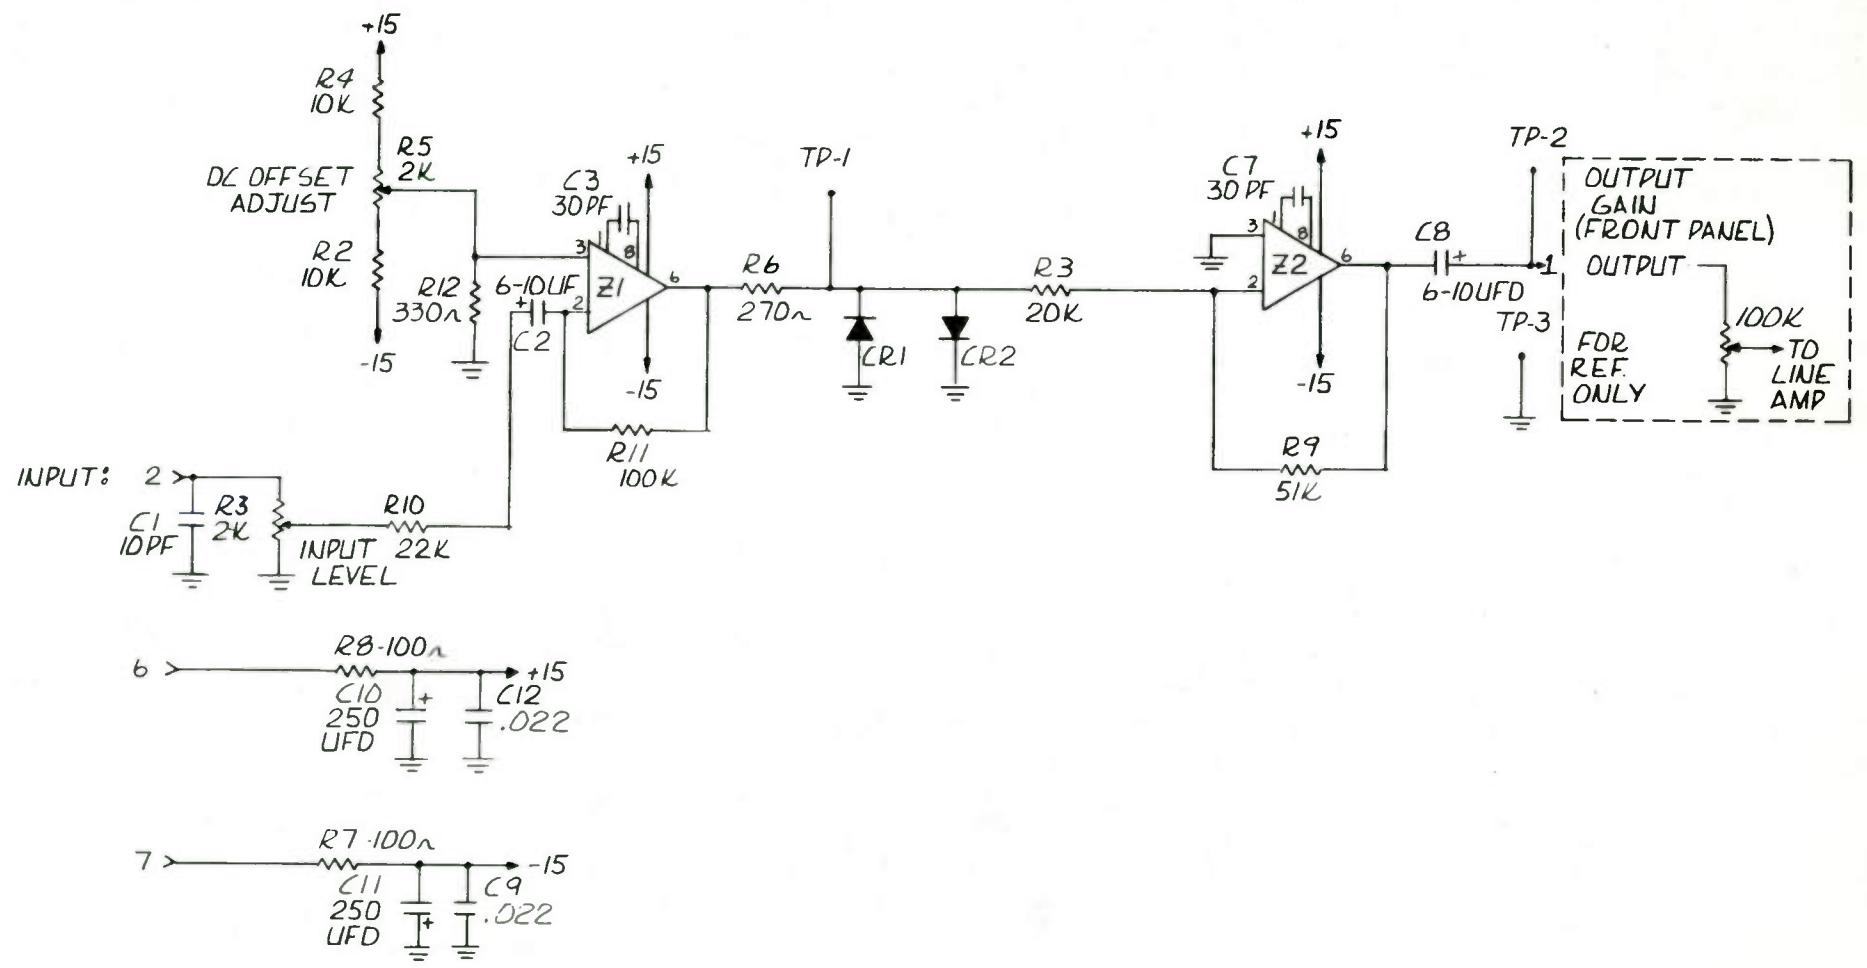 +15
R4
10K
R5
2K
DC OFFSET
ADJUST
R2
10K
-15
R12
330Ω
6-10UF
+
C2
C3
30PF
+15
1
8
3
2
Z1
6
-15
R11
100K
R6
270Ω
TP-1
CR1
CR2
R3
20K
C7
30PF
+15
1
8
3
2
Z2
6
-15
R9
51K
C8
+
6-10UFD
TP-2
1
TP-3
OUTPUT
GAIN
(FRONT PANEL)
OUTPUT
100K
TO
LINE
AMP
FOR
REF.
ONLY
INPUT: 2
C1
10PF
R3
2K
INPUT
LEVEL
R10
22K
6
R8-100Ω
+15
C10
250
UFD
+
C12
.022
7
R7-100Ω
-15
C11
250
UFD
+
C9
.022